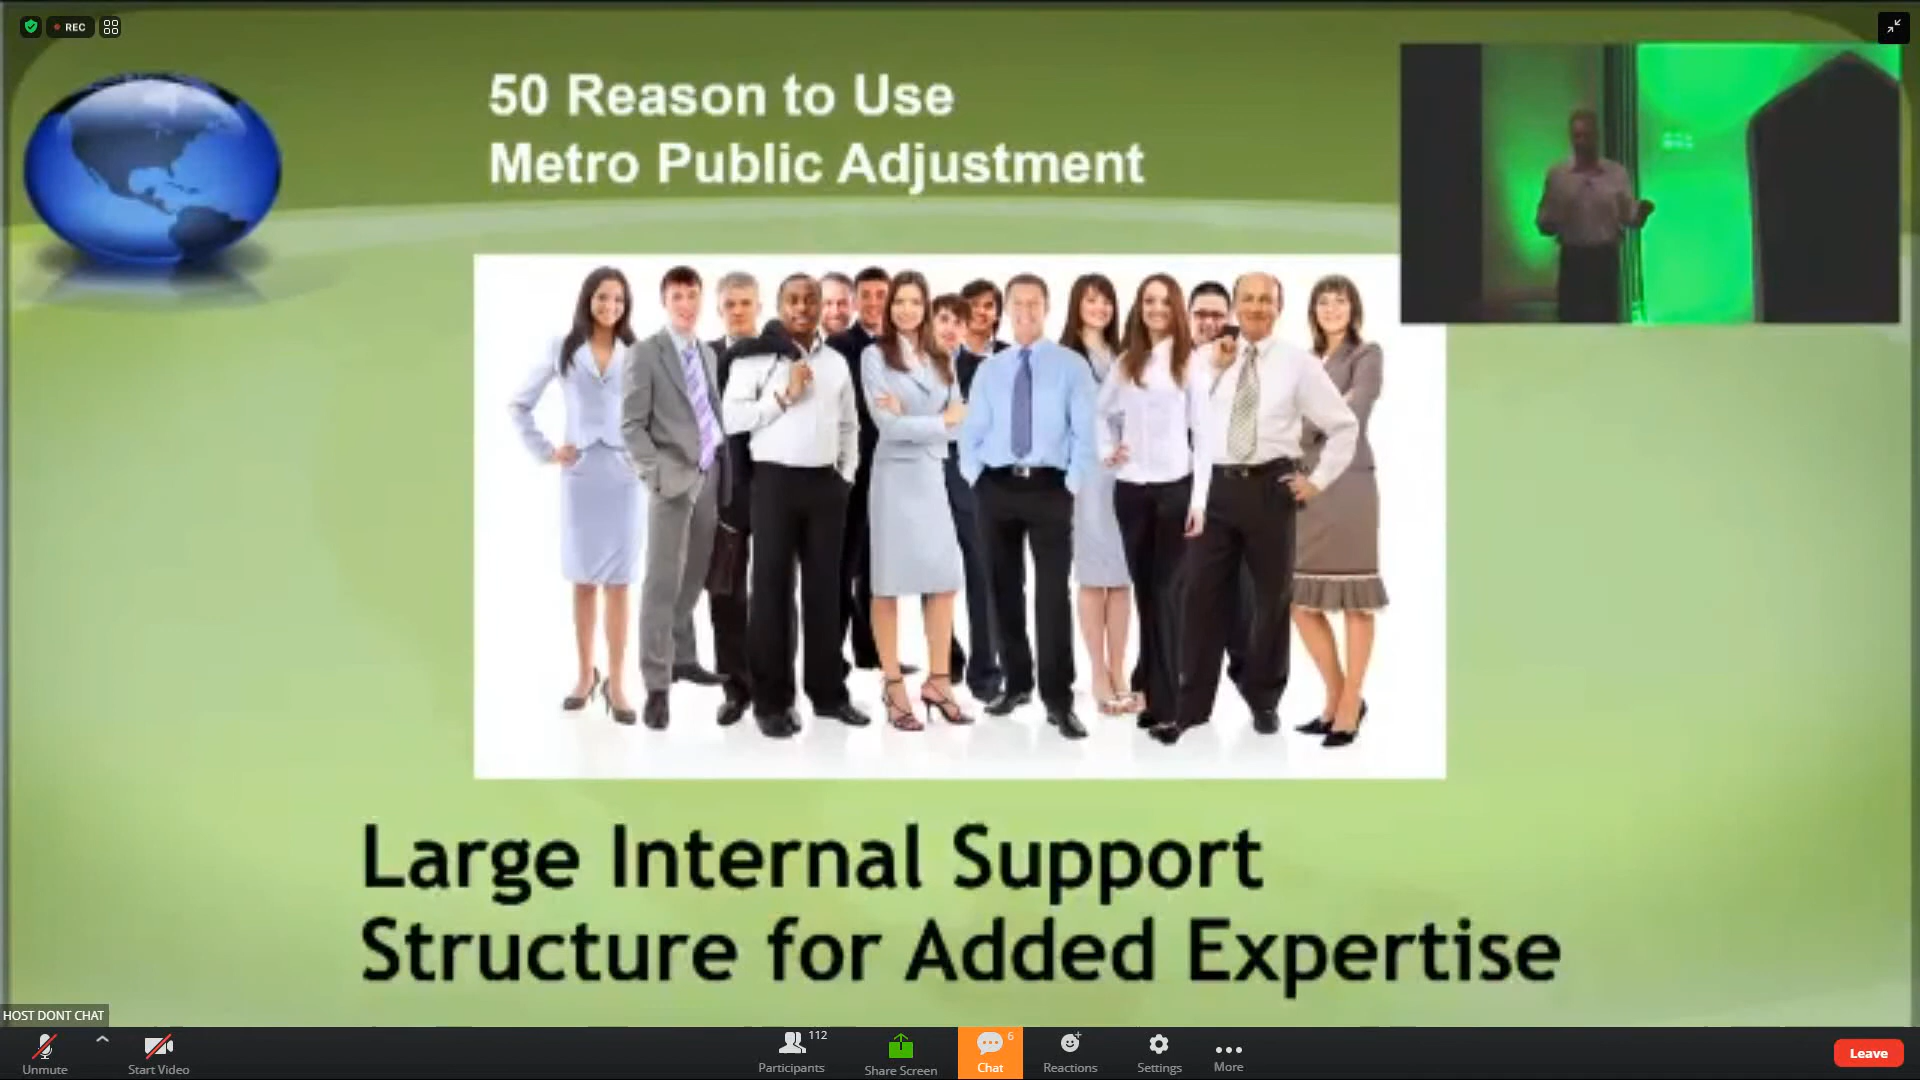 REC
50 Reason to Use
Metro Public Adjustment
Large Internal Support
Structure for Added Expertise
HOST DONT CHAT
Unmute
Start Video
112
Participants
Share Screen
6
Chat
Reactions
Settings
More
Leave